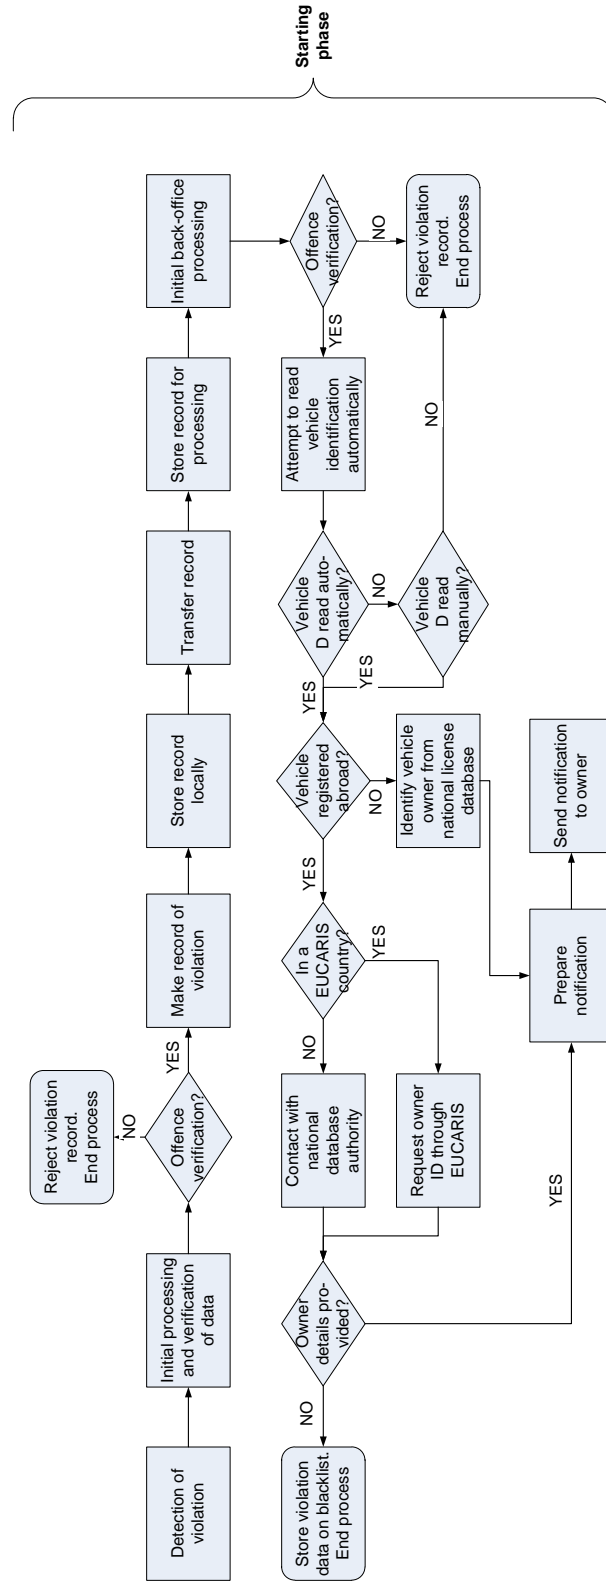 Starting
phase
Detection of
violation
Initial processing
and verification
of data
Offence
verification?
NO
Reject violation
record.
End process
YES
Make record of
violation
Store record
locally
Transfer record
Store record for
processing
Initial back-office
processing
Offence
verification?
NO
Reject violation
record.
End process
YES
Attempt to read
vehicle
identification
automatically
Vehicle
D read auto-
matically?
NO
Vehicle
D read
manually?
NO
YES
YES
Vehicle
registered
abroad?
NO
Identify vehicle
owner from
national license
database
YES
In a
EUCARIS
country?
YES
NO
Contact with
national
database
authority
Request owner
ID through
EUCARIS
Owner
details pro-
vided?
NO
Store violation
data on blacklist.
End process
YES
Prepare
notification
Send notification
to owner